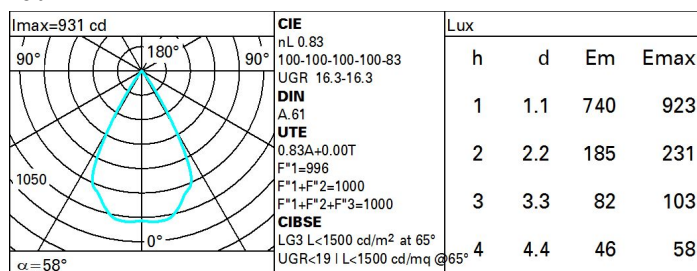 Imax=931 cd
90°
180°
90°
1050
0°
α=58°
CIE
nL 0.83
100-100-100-100-83
UGR 16.3-16.3
DIN
A.61
UTE
0.83A+0.00T
F"1=996
F"1+F"2=1000
F"1+F"2+F"3=1000
CIBSE
LG3 L<1500 cd/m² at 65°
UGR<19 | L<1500 cd/mq @65°
Lux
h d Em Emax
1 1.1 740 923
2 2.2 185 231
3 3.3 82 103
4 4.4 46 58